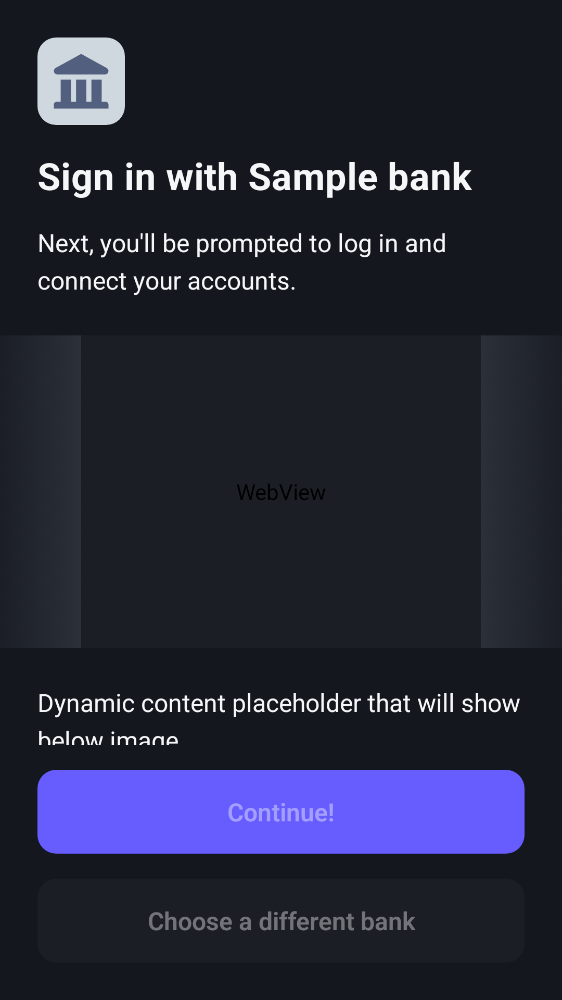 Sign in with Sample bank
Next, you'll be prompted to log in and
connect your accounts.
WebView
Dynamic content placeholder that will show
below image
Continue!
Choose a different bank